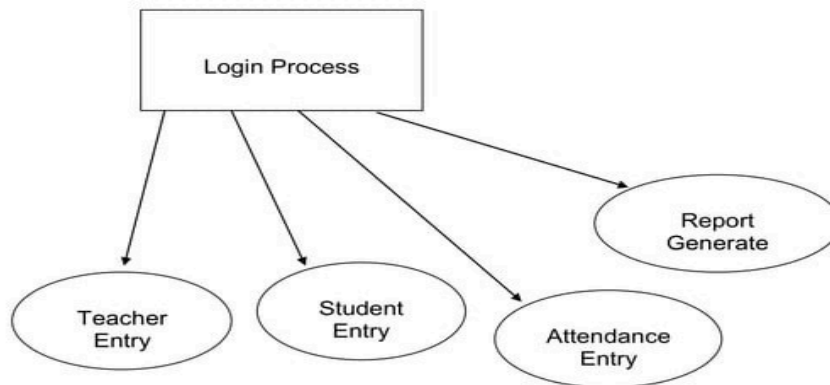 Login Process
Report
Generate
Teacher
Entry
Student
Entry
Attendance
Entry